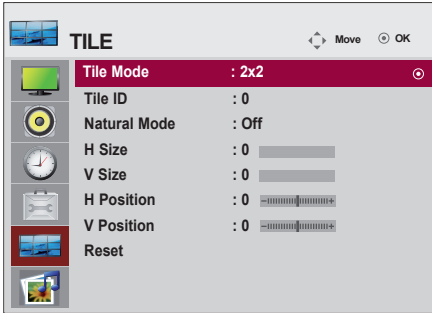 TILE Move OK
Tile Mode : 2x2
Tile ID : 0
Natural Mode : Off
H Size : 0
V Size : 0
H Position : 0 - +
V Position : 0 - +
Reset